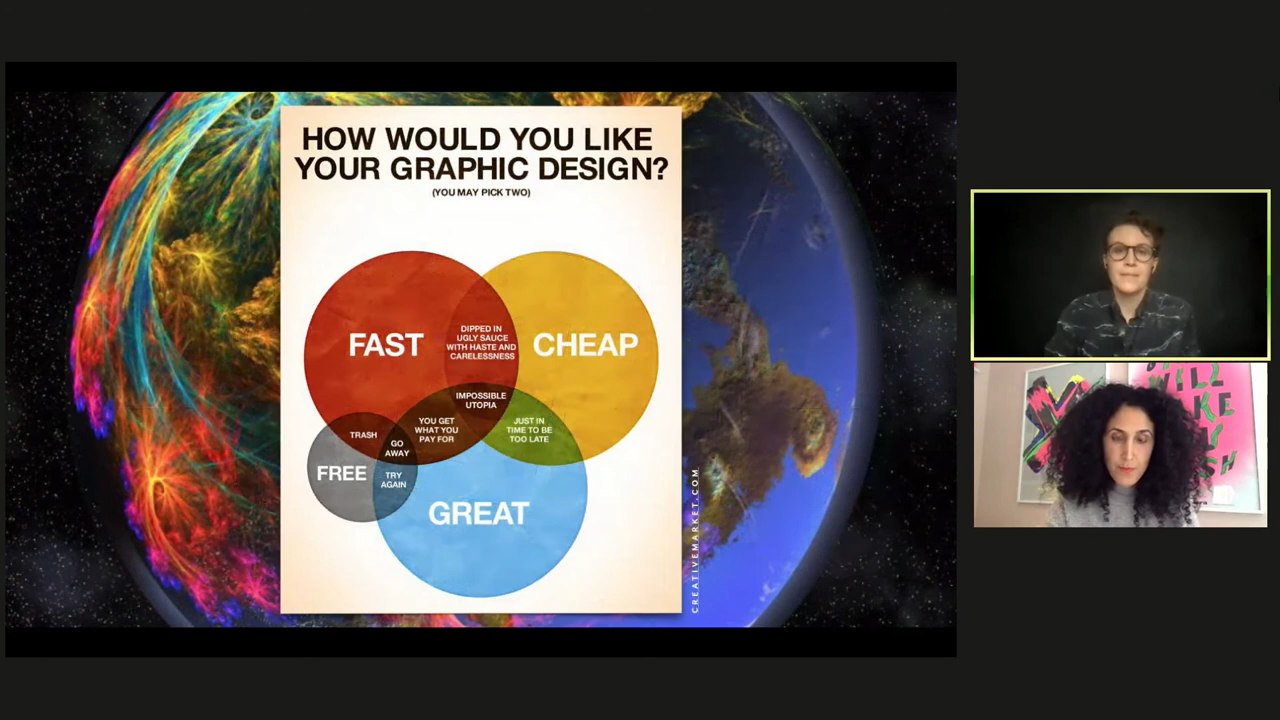 HOW WOULD YOU LIKE
YOUR GRAPHIC DESIGN?
(YOU MAY PICK TWO)
FAST
DIPPED IN
UGLY SAUCE
WITH HASTE AND
CARELESSNESS
CHEAP
IMPOSSIBLE
UTOPIA
YOU GET
WHAT YOU
PAY FOR
JUST IN
TIME TO BE
TOO LATE
TRASH
GO
AWAY
FREE
TRY
AGAIN
GREAT
CREATIVEMARKET.COM
WILL